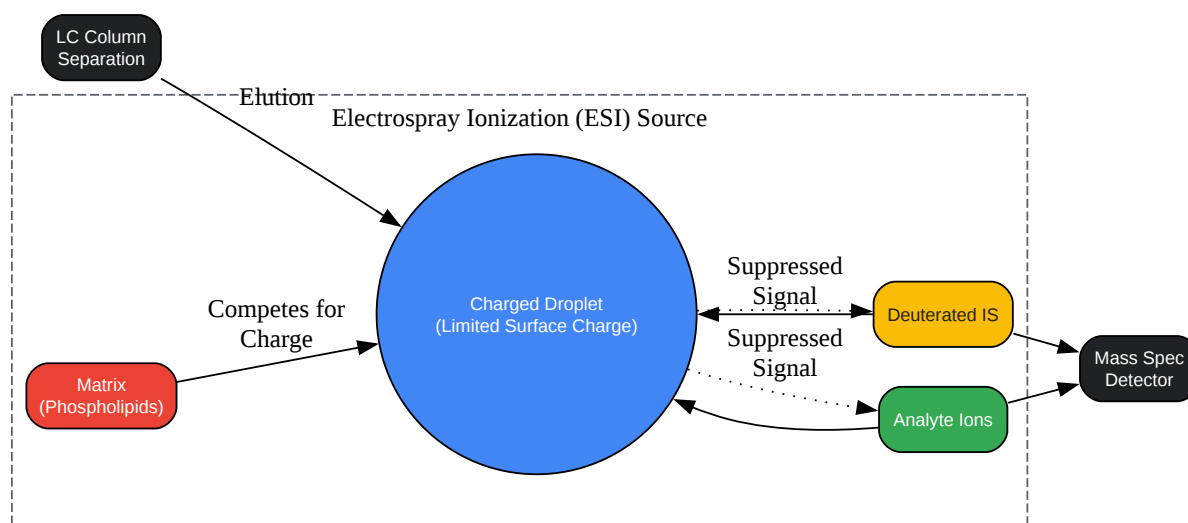 LC Column
Separation
Elution
Electrospray Ionization (ESI) Source
Suppressed
Signal
Competes for
Charge
Charged Droplet
(Limited Surface Charge)
Deuterated IS
Suppressed
Signal
Mass Spec
Detector
Matrix
(Phospholipids)
Analyte Ions